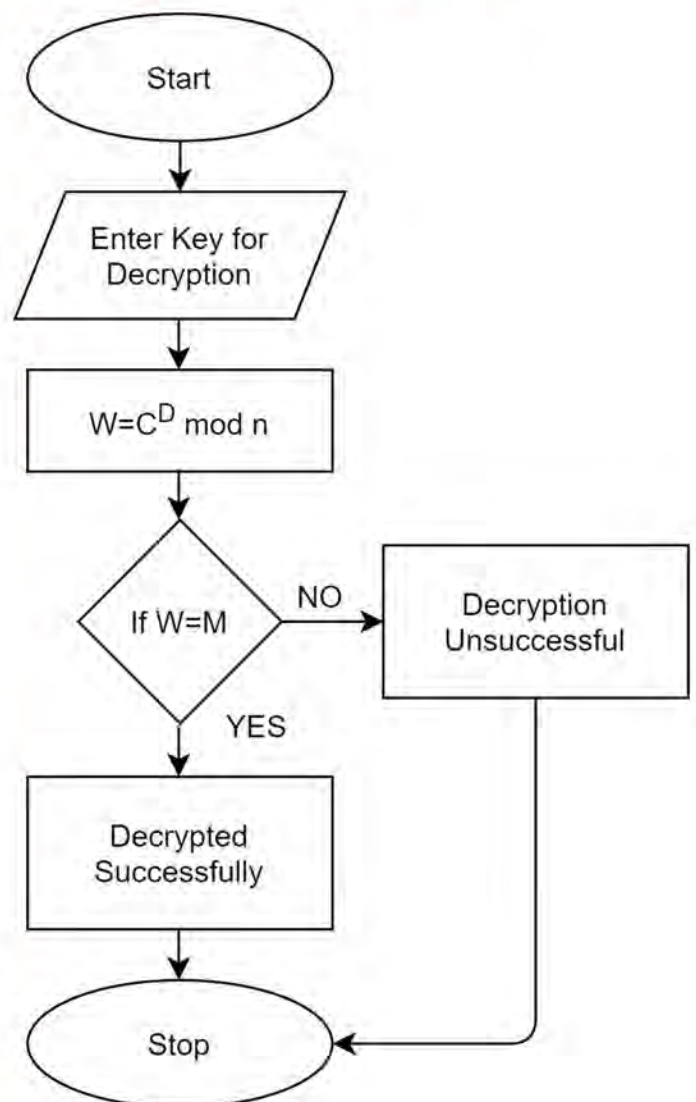 Start
Enter Key for
Decryption
W=C^D mod n
If W=M
NO
Decryption
Unsuccessful
YES
Decrypted
Successfully
Stop